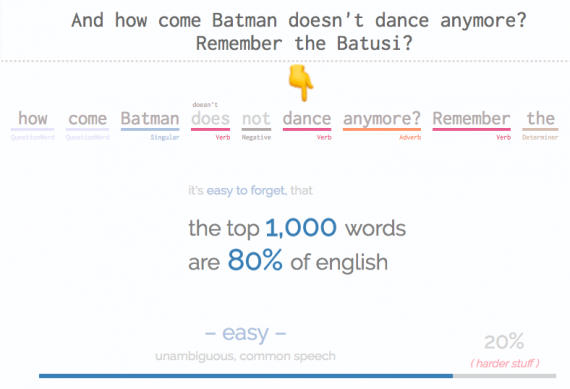 And how come Batman doesn't dance anymore?
Remember the Batusi?
doesn't
how come Batman does not dance anymore? Remember the
QuestionWord QuestionWord Singular Verb Negative Verb Adverb Verb Determiner
it's easy to forget, that
the top 1,000 words
are 80% of english
– easy –
unambiguous, common speech
20%
( harder stuff )